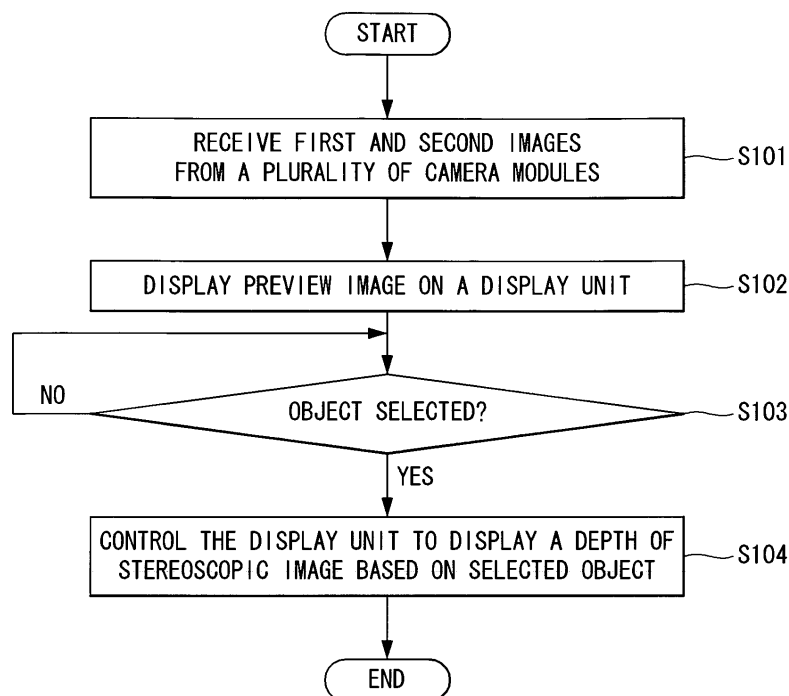 START
RECEIVE FIRST AND SECOND IMAGES
FROM A PLURALITY OF CAMERA MODULES
S101
DISPLAY PREVIEW IMAGE ON A DISPLAY UNIT
S102
NO
OBJECT SELECTED?
S103
YES
CONTROL THE DISPLAY UNIT TO DISPLAY A DEPTH OF
STEREOSCOPIC IMAGE BASED ON SELECTED OBJECT
S104
END